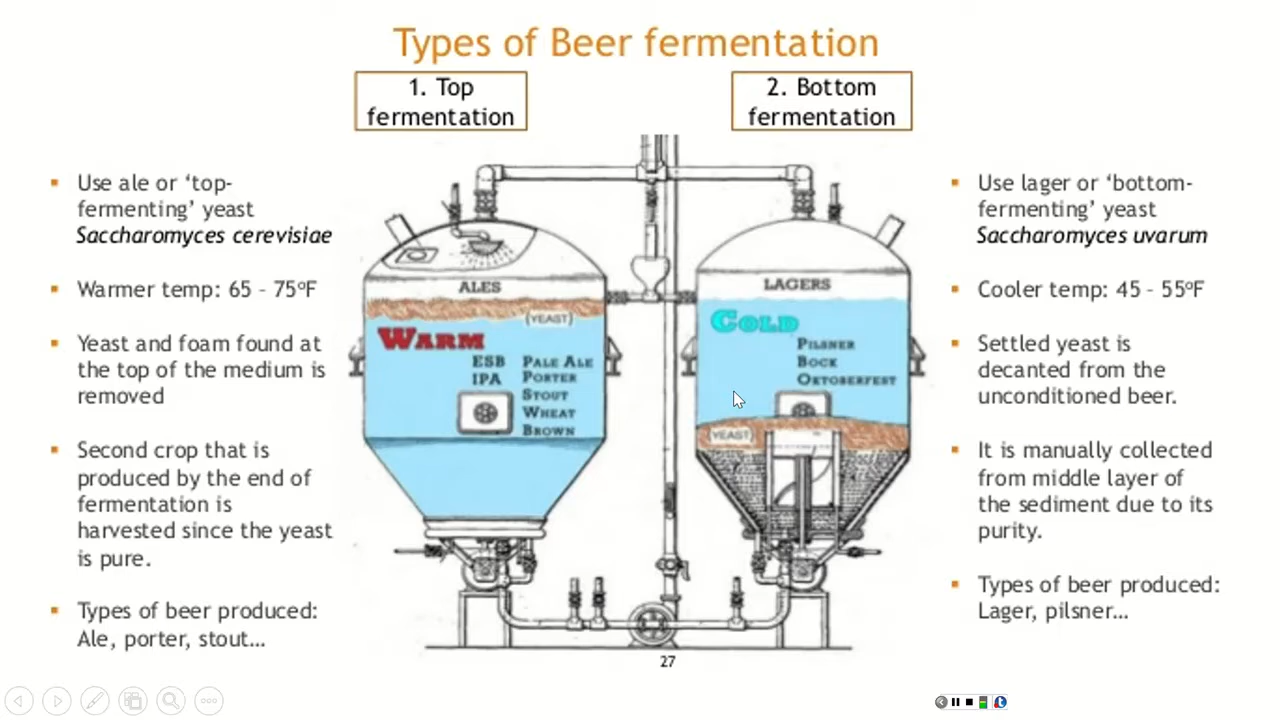 Types of Beer fermentation
1. Top
fermentation
2. Bottom
fermentation
▪ Use ale or ‘top-
fermenting’ yeast
Saccharomyces cerevisiae
▪ Warmer temp: 65 – 75ºF
▪ Yeast and foam found at
the top of the medium is
removed
▪ Second crop that is
produced by the end of
fermentation is
harvested since the yeast
is pure.
▪ Types of beer produced:
Ale, porter, stout…
ALES
(YEAST)
WARM
ESB PALE ALE
IPA PORTER
STOUT
WHEAT
BROWN
LAGERS
COLD
PILSNER
BOCK
OKTOBERFEST
(YEAST)
▪ Use lager or ‘bottom-
fermenting’ yeast
Saccharomyces uvarum
▪ Cooler temp: 45 – 55ºF
▪ Settled yeast is
decanted from the
unconditioned beer.
▪ It is manually collected
from middle layer of
the sediment due to its
purity.
▪ Types of beer produced:
Lager, pilsner…
27